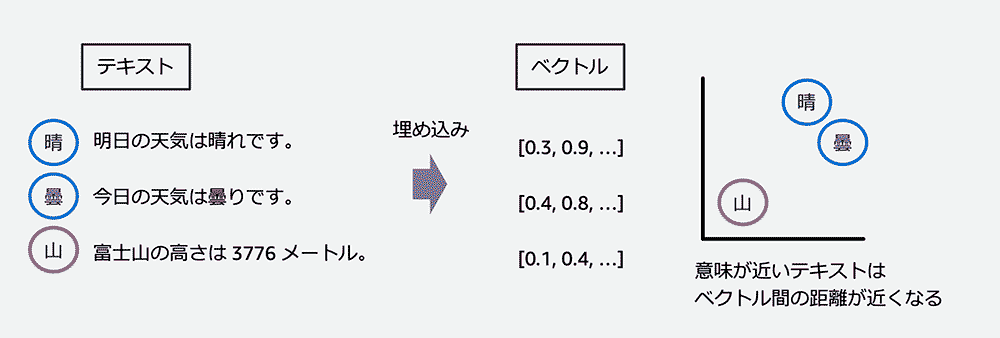 テキスト
ベクトル
埋め込み
晴 明日の天気は晴れです。
曇 今日の天気は曇りです。
山 富士山の高さは 3776 メートル。
[0.3, 0.9, …]
[0.4, 0.8, …]
[0.1, 0.4, …]
晴
曇
山
意味が近いテキストは
ベクトル間の距離が近くなる